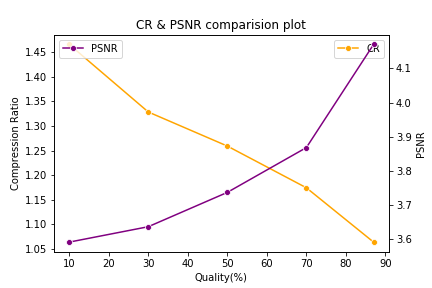 CR & PSNR comparision plot
PSNR
CR
Compression Ratio
1.45
1.40
1.35
1.30
1.25
1.20
1.15
1.10
1.05
4.1
4.0
3.9
3.8
3.7
3.6
PSNR
10 20 30 40 50 60 70 80 90
Quality(%)